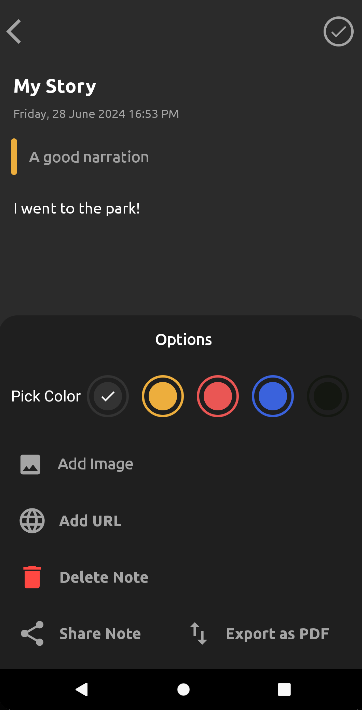 My Story
Friday, 28 June 2024 16:53 PM
A good narration
I went to the park!
Options
Pick Color
Add Image
Add URL
Delete Note
Share Note
Export as PDF